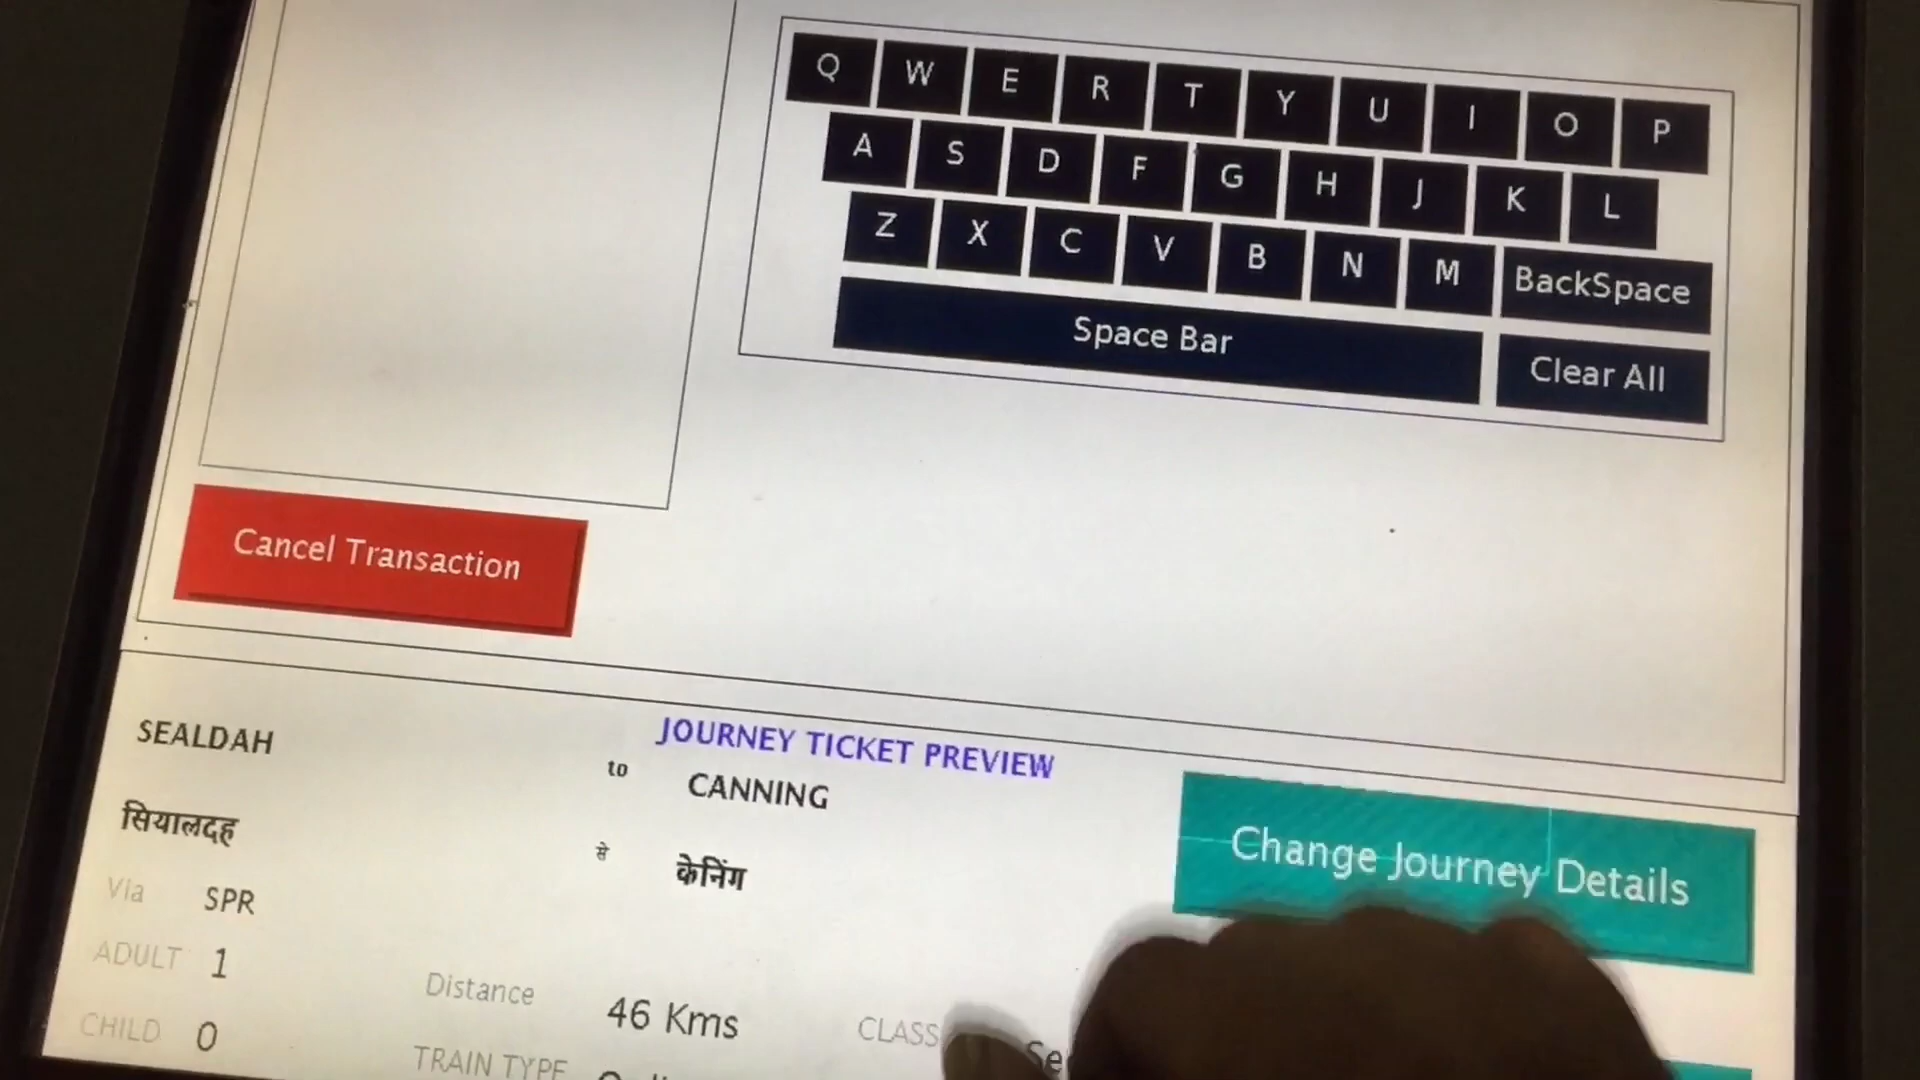 Q W E R T Y U I O P
A S D F G H J K L
Z X C V B N M BackSpace
Space Bar Clear All
Cancel Transaction
JOURNEY TICKET PREVIEW
SEALDAH to CANNING
सियालदह से केनिंग
Change Journey Details
Via SPR
ADULT 1
Distance 46 Kms CLASS
CHILD 0
TRAIN TYPE